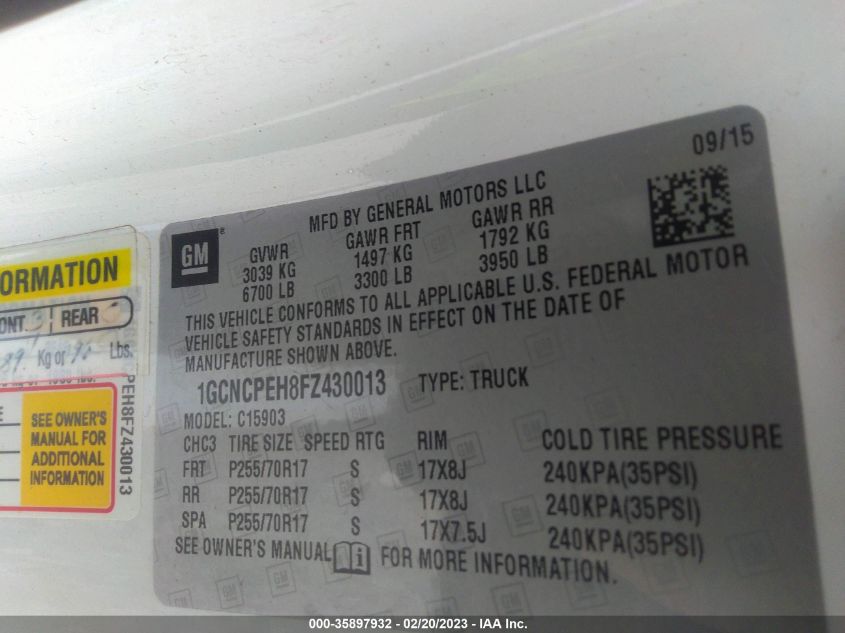 09/15
MFD BY GENERAL MOTORS LLC
GM
GVWR GAWR FRT GAWR RR
3039 KG 1497 KG 1792 KG
6700 LB 3300 LB 3950 LB
THIS VEHICLE CONFORMS TO ALL APPLICABLE U.S. FEDERAL MOTOR
VEHICLE SAFETY STANDARDS IN EFFECT ON THE DATE OF
MANUFACTURE SHOWN ABOVE.
1GCNCPEH8FZ430013 TYPE: TRUCK
MODEL: C15903
CHC3 TIRE SIZE SPEED RTG RIM COLD TIRE PRESSURE
FRT P255/70R17 S 17X8J 240KPA(35PSI)
RR P255/70R17 S 17X8J 240KPA(35PSI)
SPA P255/70R17 S 17X7.5J 240KPA(35PSI)
SEE OWNER'S MANUAL FOR MORE INFORMATION.
ORMATION
ONT REAR
Kg or Lbs.
SEE OWNER'S
MANUAL FOR
ADDITIONAL
INFORMATION
PEH8FZ430013
000-35897932 - 02/20/2023 - IAA Inc.